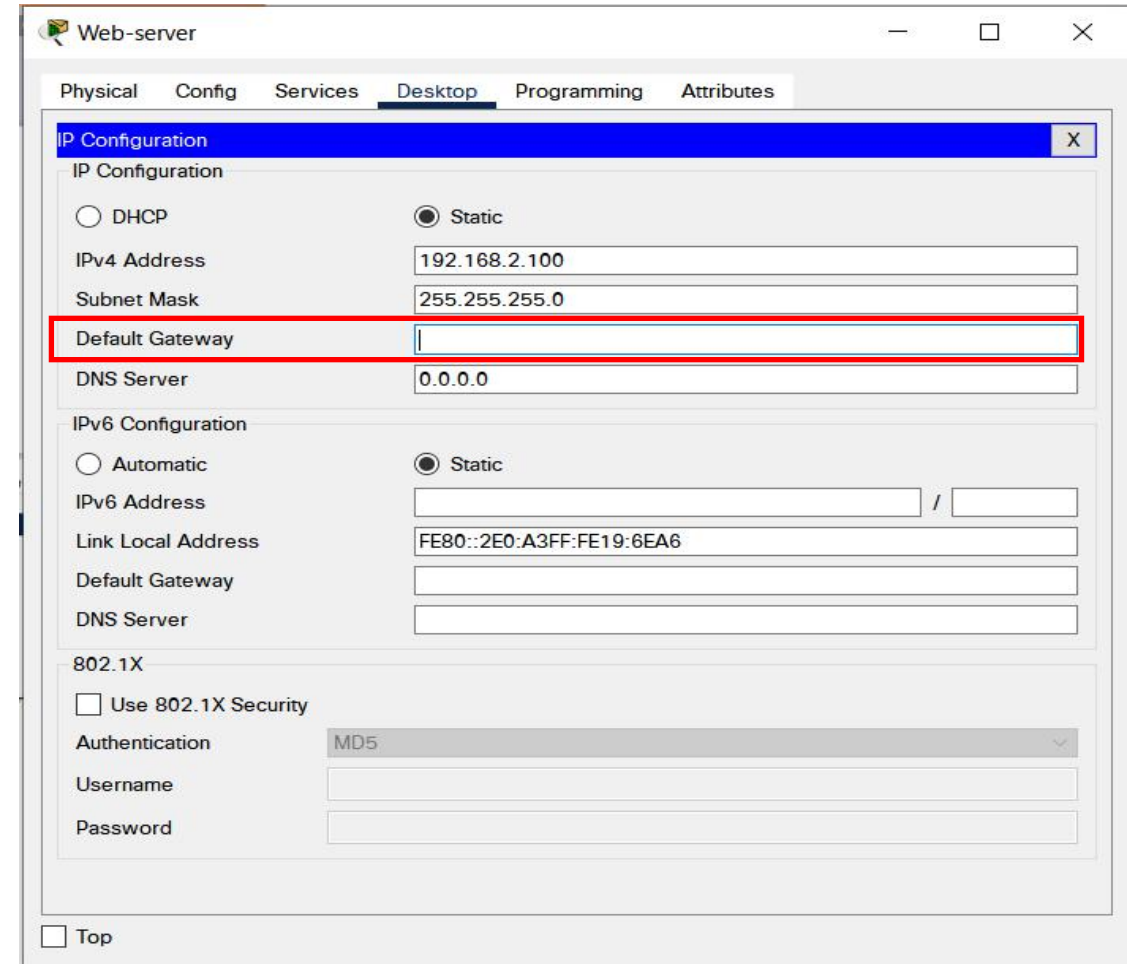 Web-server
Physical Config Services Desktop Programming Attributes
IP Configuration X
IP Configuration
DHCP Static
IPv4 Address 192.168.2.100
Subnet Mask 255.255.255.0
Default Gateway
DNS Server 0.0.0.0
IPv6 Configuration
Automatic Static
IPv6 Address /
Link Local Address FE80::2E0:A3FF:FE19:6EA6
Default Gateway
DNS Server
802.1X
Use 802.1X Security
Authentication MD5
Username
Password
Top